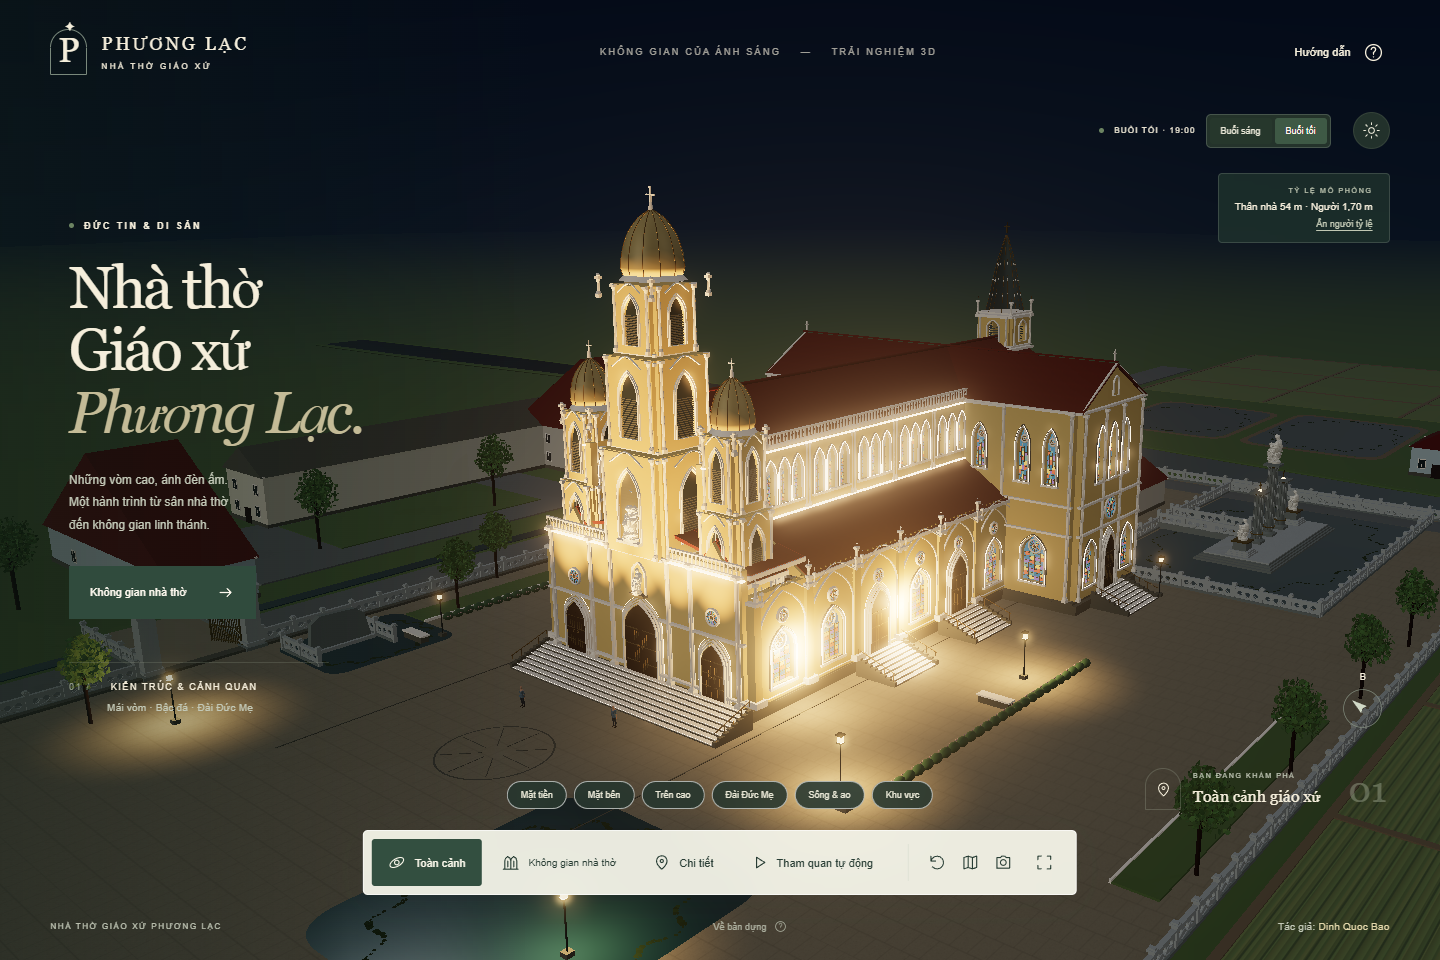 P
PHƯƠNG LẠC
NHÀ THỜ GIÁO XỨ
KHÔNG GIAN CỦA ÁNH SÁNG — TRẢI NGHIỆM 3D
Hướng dẫn ?
BUỔI TỐI · 19:00 Buổi sáng Buổi tối
TỶ LỆ MÔ PHỎNG
Thân nhà 54 m · Người 1,70 m
Ẩn người tỷ lệ
ĐỨC TIN & DI SẢN
Nhà thờ
Giáo xứ
Phương Lạc.
Những vòm cao, ánh đèn ấm.
Một hành trình từ sân nhà thờ
đến không gian linh thánh.
Không gian nhà thờ
01 KIẾN TRÚC & CẢNH QUAN
Mái vòm · Bậc đá · Đài Đức Mẹ
B
BẠN ĐANG KHÁM PHÁ
Toàn cảnh giáo xứ 01
Mặt tiền Mặt bên Trên cao Đài Đức Mẹ Sông & ao Khu vực
Toàn cảnh Không gian nhà thờ Chi tiết Tham quan tự động
NHÀ THỜ GIÁO XỨ PHƯƠNG LẠC
Về bản dựng ?
Tác giả: Dinh Quoc Bao